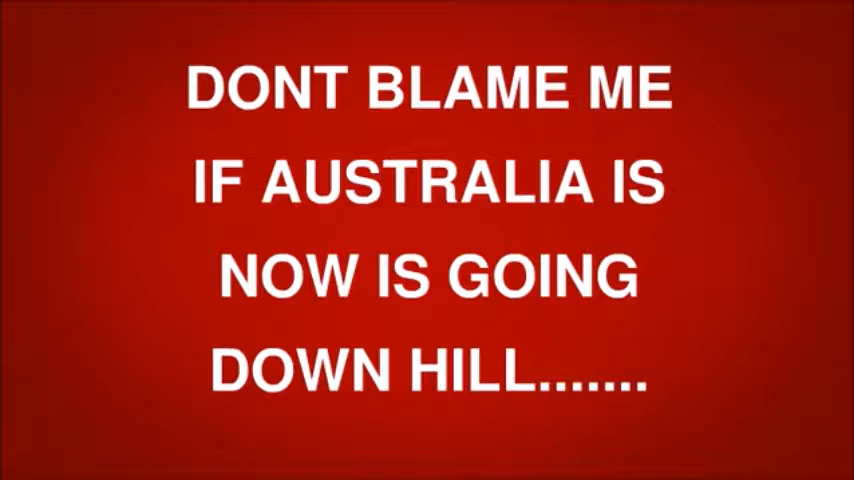 DONT BLAME ME
IF AUSTRALIA IS
NOW IS GOING
DOWN HILL.......